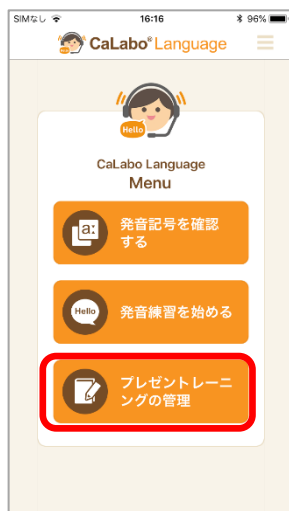 SIMなし 16:16 96%
Hello CaLabo® Language
Hello
CaLabo Language
Menu
a:
発音記号を確認
する
Hello
発音練習を始める
プレゼントレーニ
ングの管理